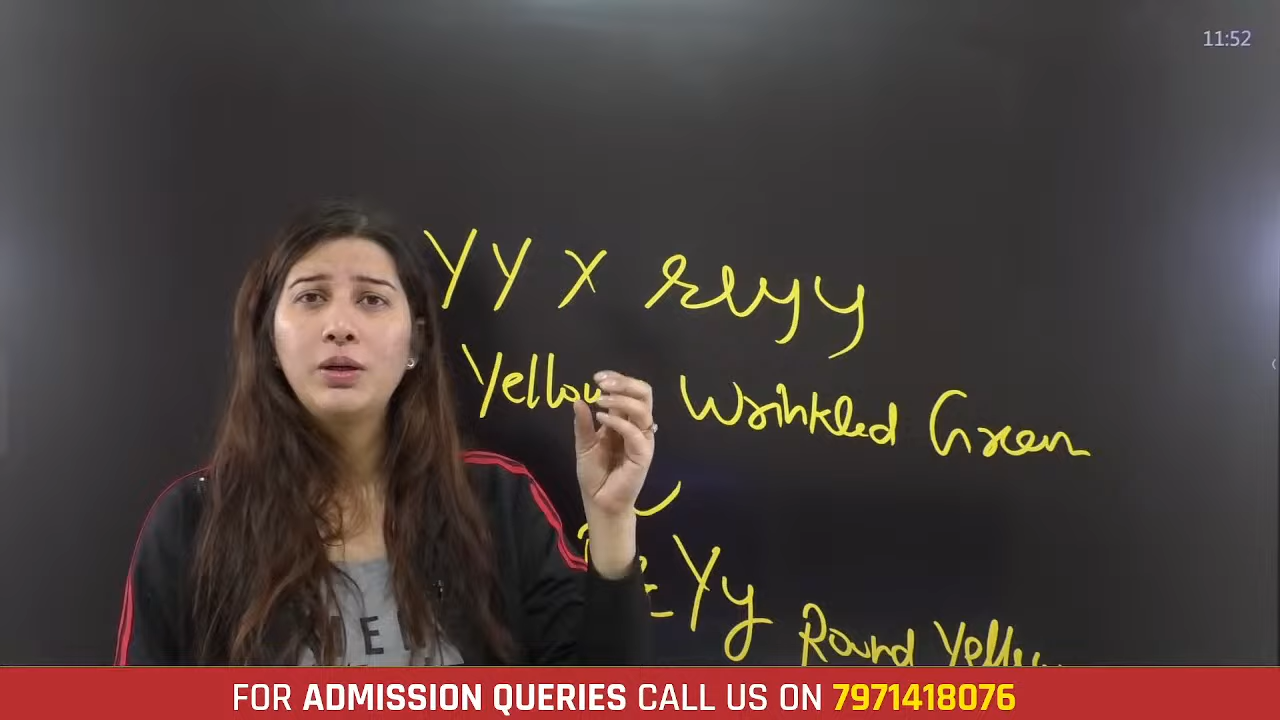 11:52
YY X rryy
Yellow Wrinkled Green
Yy Round Yellow
FOR ADMISSION QUERIES CALL US ON 7971418076